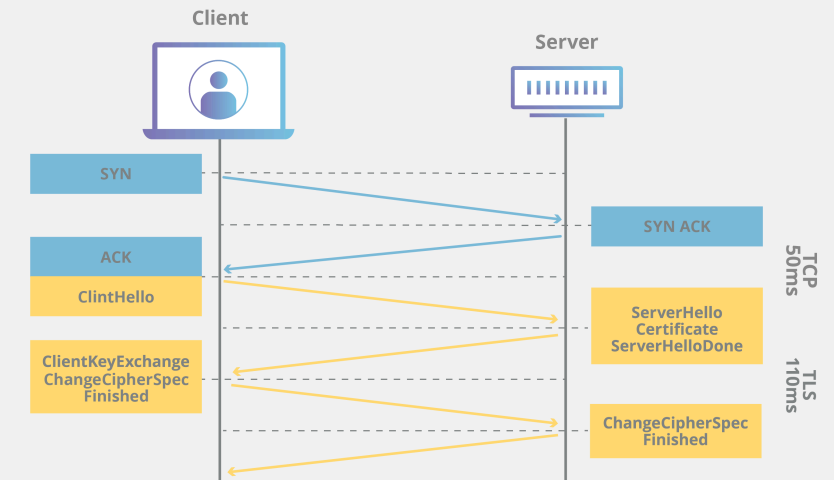 Client
Server
SYN
SYN ACK
ACK
ClintHello
TCP
50ms
ServerHello
Certificate
ServerHelloDone
ClientKeyExchange
ChangeCipherSpec
Finished
TLS
110ms
ChangeCipherSpec
Finished